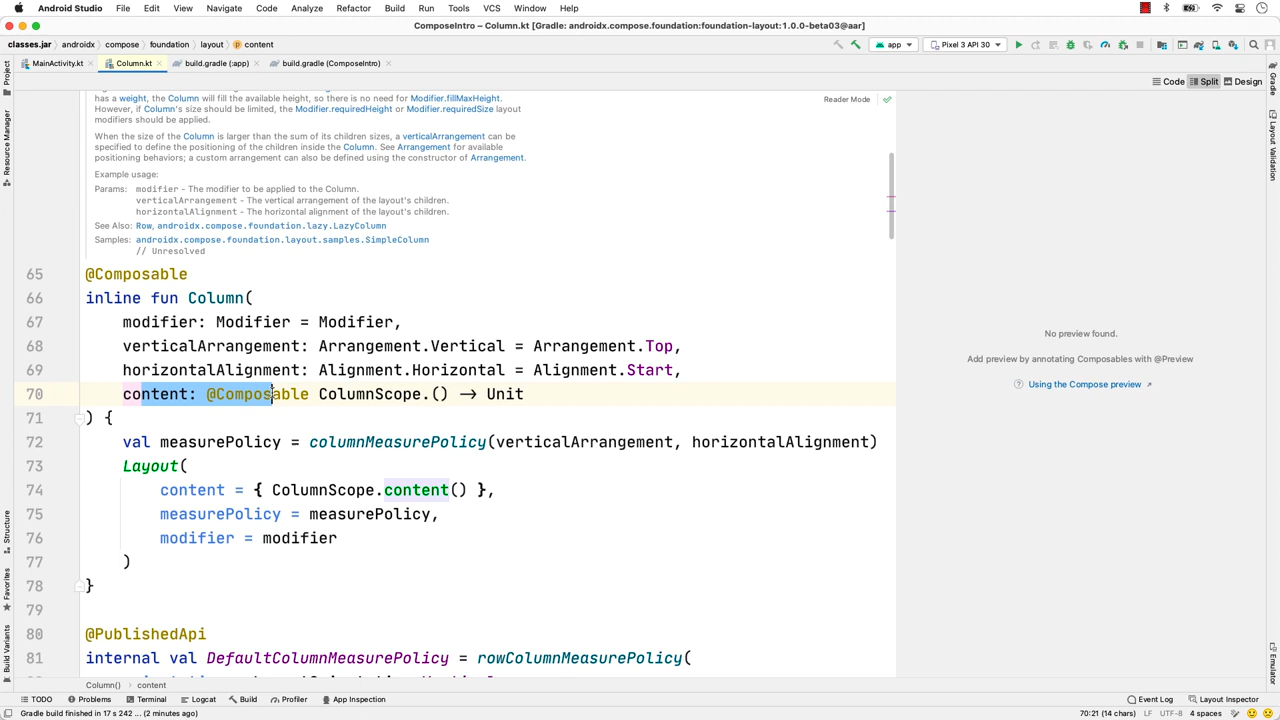 Android Studio File Edit View Navigate Code Analyze Refactor Build Run Tools VCS Window Help
ComposeIntro – Column.kt [Gradle: androidx.compose.foundation:foundation-layout:1.0.0-beta03@aar]
classes.jar androidx compose foundation layout content app Pixel 3 API 30
MainActivity.kt Column.kt build.gradle (:app) build.gradle (ComposeIntro)
Code Split Design
Reader Mode
has a weight, the Column will fill the available height, so there is no need for Modifier.fillMaxHeight.
However, if Column's size should be limited, the Modifier.requiredHeight or Modifier.requiredSize layout
modifiers should be applied.
When the size of the Column is larger than the sum of its children sizes, a verticalArrangement can be
specified to define the positioning of the children inside the Column. See Arrangement for available
positioning behaviors; a custom arrangement can also be defined using the constructor of Arrangement.
Example usage:
Params: modifier - The modifier to be applied to the Column.
verticalArrangement - The vertical arrangement of the layout's children.
horizontalAlignment - The horizontal alignment of the layout's children.
See Also: Row, androidx.compose.foundation.lazy.LazyColumn
Samples: androidx.compose.foundation.layout.samples.SimpleColumn
// Unresolved
65 @Composable
66 inline fun Column(
67 modifier: Modifier = Modifier,
68 verticalArrangement: Arrangement.Vertical = Arrangement.Top,
69 horizontalAlignment: Alignment.Horizontal = Alignment.Start,
70 content: @Composable ColumnScope.() -> Unit
71 ) {
72 val measurePolicy = columnMeasurePolicy(verticalArrangement, horizontalAlignment)
73 Layout(
74 content = { ColumnScope.content() },
75 measurePolicy = measurePolicy,
76 modifier = modifier
77 )
78 }
79
80 @PublishedApi
81 internal val DefaultColumnMeasurePolicy = rowColumnMeasurePolicy(
No preview found.
Add preview by annotating Composables with @Preview
Using the Compose preview
Project
Resource Manager
Structure
Favorites
Build Variants
Gradle
Layout Validation
Emulator
Column() content
TODO Problems Terminal Logcat Build Profiler App Inspection Event Log Layout Inspector
Gradle build finished in 17 s 242 ... (2 minutes ago) 70:21 (14 chars) LF UTF-8 4 spaces